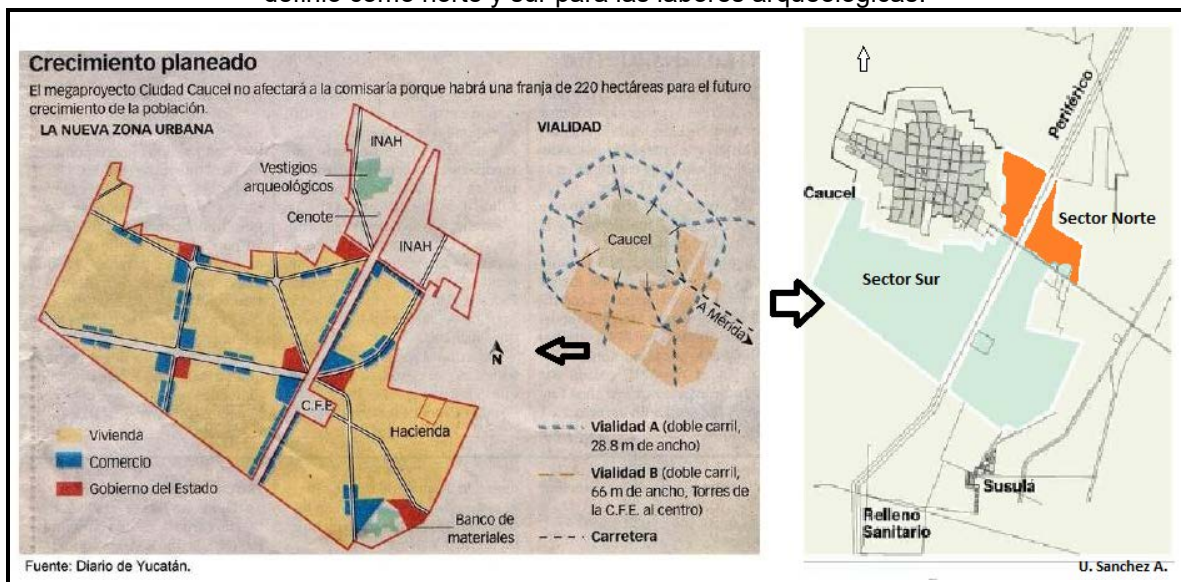 definió como norte y sur para las labores arqueológicas.
Crecimiento planeado
El megaproyecto Ciudad Caucel no afectará a la comisaría porque habrá una franja de 220 hectáreas para el futuro
crecimiento de la población.
LA NUEVA ZONA URBANA
INAH
Vestigios
arqueológicos
Cenote
INAH
C.F.E.
Hacienda
N
Vivienda
Comercio
Gobierno del Estado
Banco de
materiales
VIALIDAD
Caucel
A Mérida
Vialidad A (doble carril,
28.8 m de ancho)
Vialidad B (doble carril,
66 m de ancho, Torres de
la C.F.E. al centro)
Carretera
Fuente: Diario de Yucatán.
Periférico
Caucel
Sector Norte
Sector Sur
Susulá
Relleno
Sanitario
U. Sanchez A.